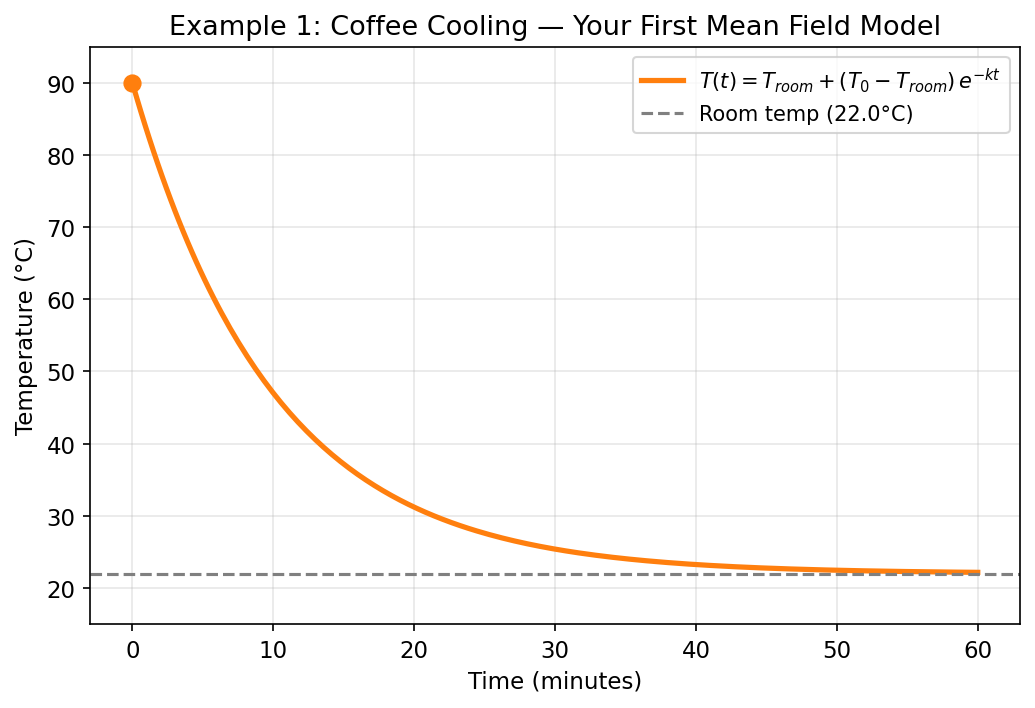 Example 1: Coffee Cooling — Your First Mean Field Model
T(t) = T_room + (T_0 − T_room) e^{−kt}
Room temp (22.0°C)
90
80
70
60
50
40
30
20
Temperature (°C)
0 10 20 30 40 50 60
Time (minutes)